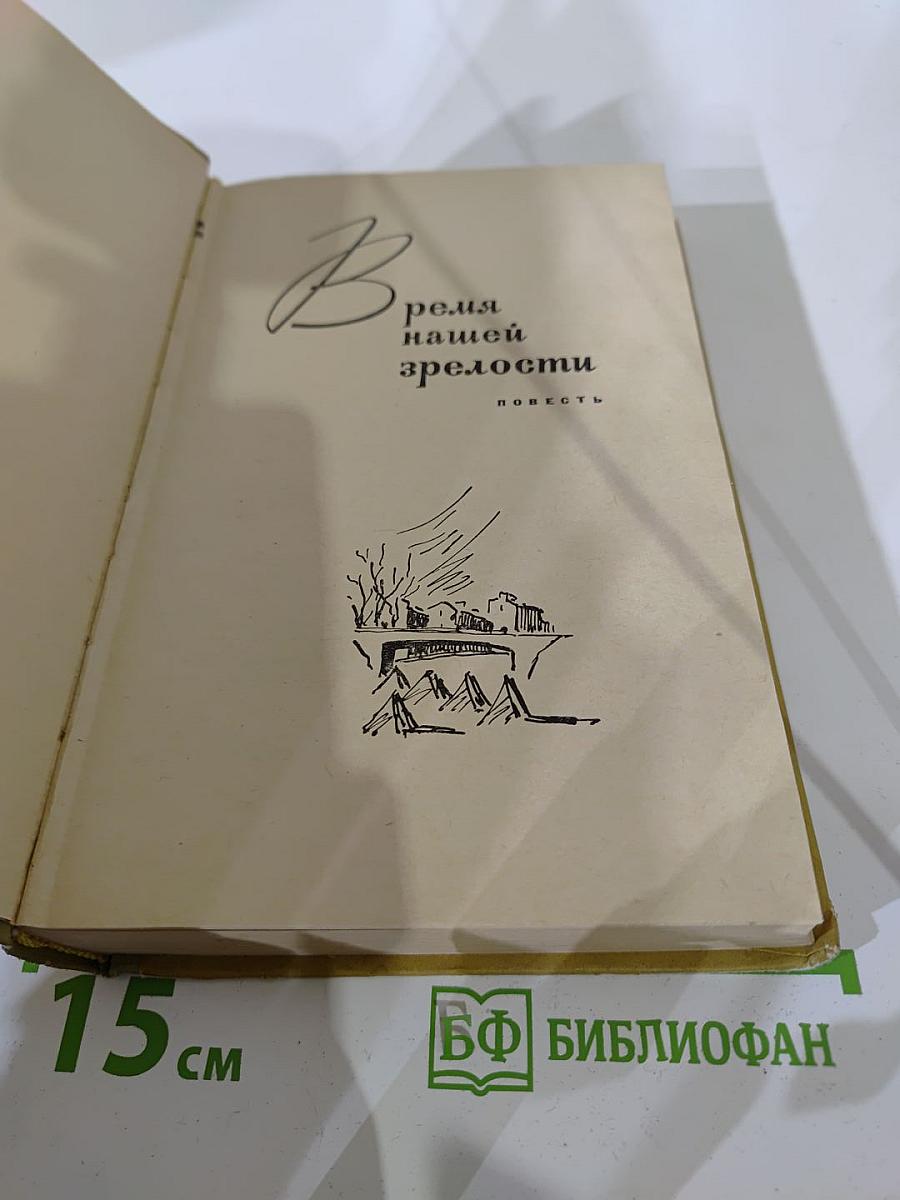 Время
нашей
зрелости
ПОВЕСТЬ
15 см
БФ БИБЛИОФАН